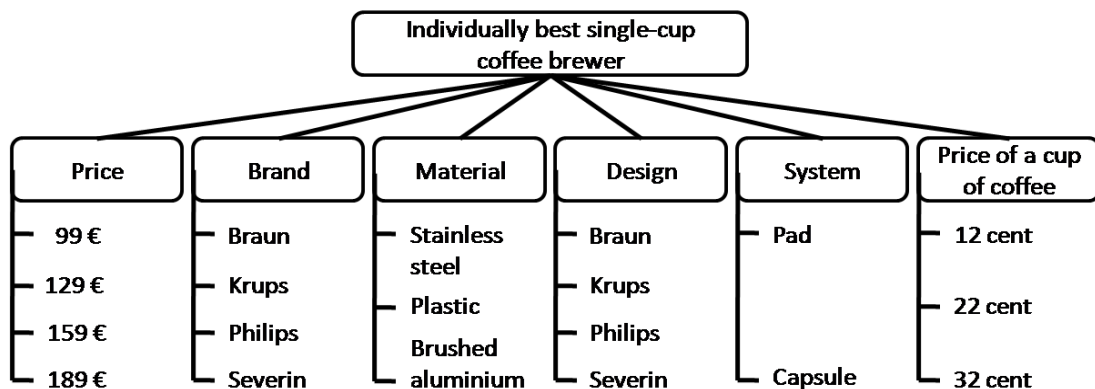 Individually best single-cup
coffee brewer
Price
Brand
Material
Design
System
Price of a cup
of coffee
99 €
129 €
159 €
189 €
Braun
Krups
Philips
Severin
Stainless
steel
Plastic
Brushed
aluminium
Braun
Krups
Philips
Severin
Pad
Capsule
12 cent
22 cent
32 cent